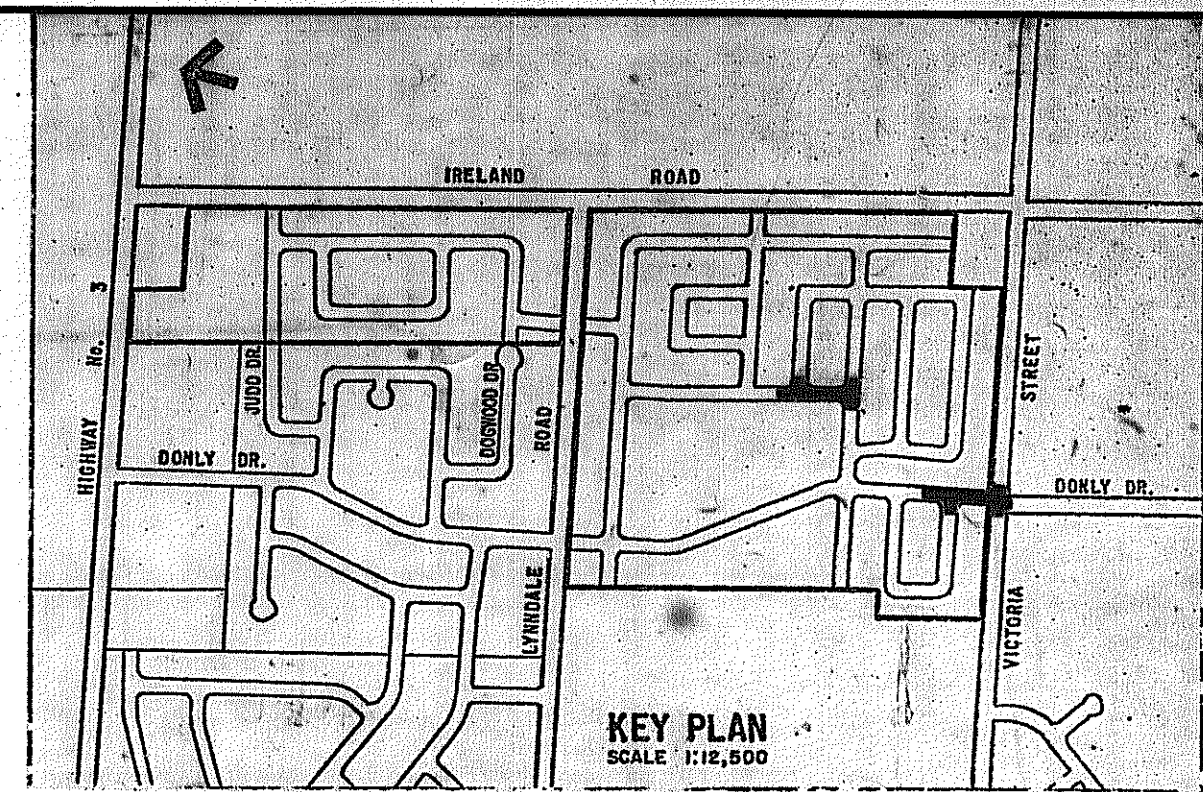 IRELAND ROAD
HIGHWAY No. 3
JUDD DR.
DOGWOOD DR
ROAD
STREET
DONLY DR.
DONLY DR.
LYNNDALE
VICTORIA
KEY PLAN
SCALE 1:12,500